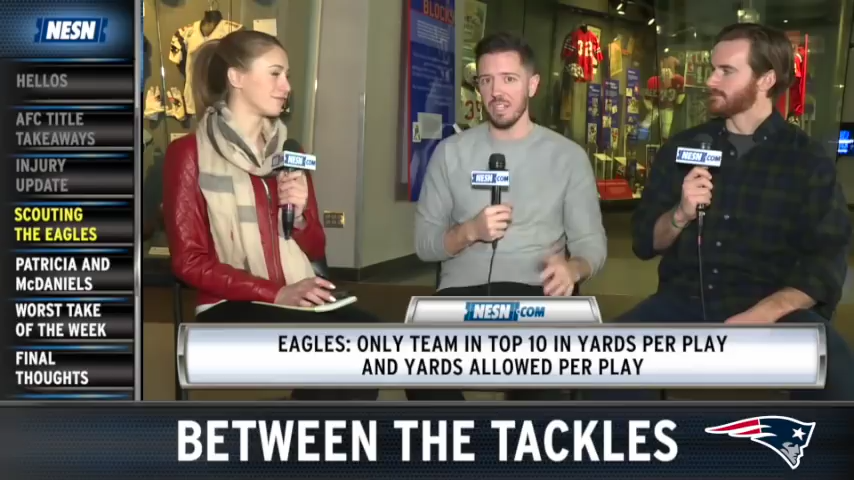 NESN
HELLOS
AFC TITLE
TAKEAWAYS
INJURY
UPDATE
SCOUTING
THE EAGLES
PATRICIA AND
McDANIELS
WORST TAKE
OF THE WEEK
FINAL
THOUGHTS
BLOCKS
32
NESN.COM
NESN.COM
NESN.COM
NESN.COM
EAGLES: ONLY TEAM IN TOP 10 IN YARDS PER PLAY
AND YARDS ALLOWED PER PLAY
BETWEEN THE TACKLES